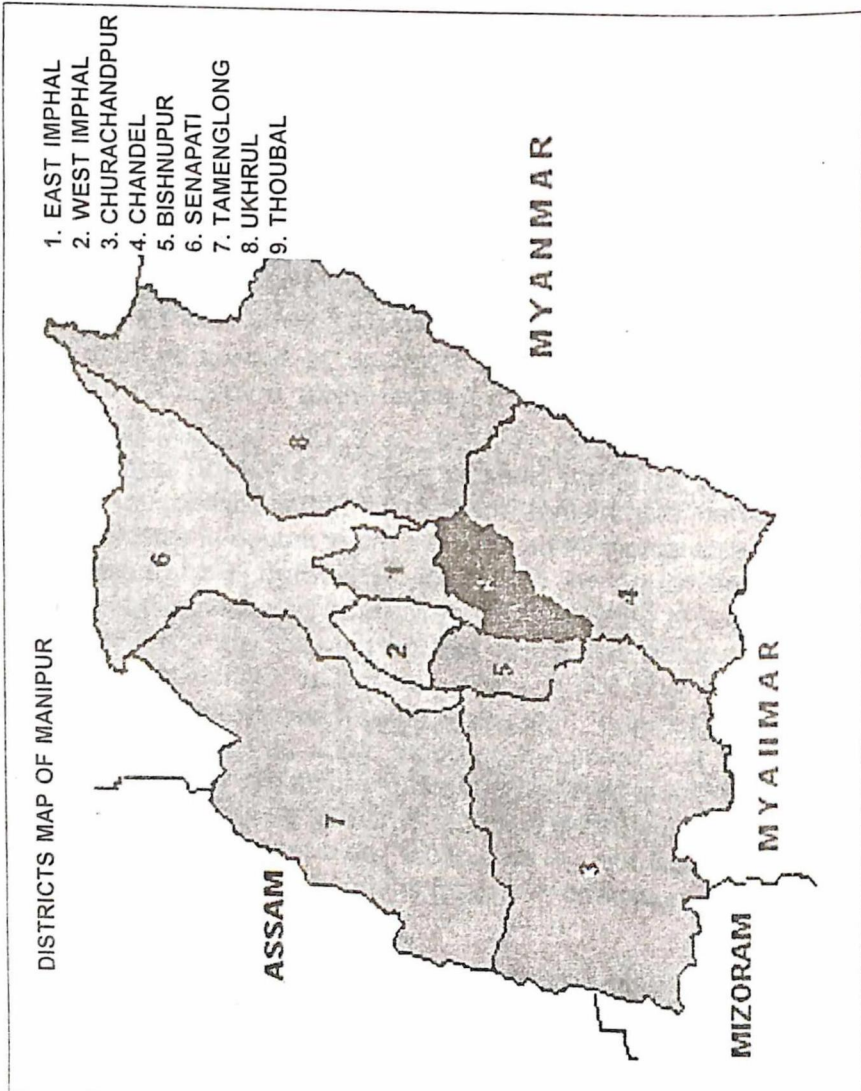 DISTRICTS MAP OF MANIPUR
1. EAST IMPHAL
2. WEST IMPHAL
3. CHURACHANDPUR
4. CHANDEL
5. BISHNUPUR
6. SENAPATI
7. TAMENGLONG
8. UKHRUL
9. THOUBAL
6
8
ASSAM
7
2
1
5
4
3
MYANMAR
MIZORAM
MYANMAR